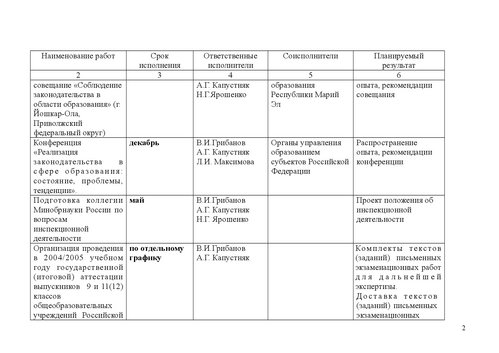 Наименование работ
Срок
исполнения
Ответственные
исполнители
Соисполнители
Планируемый
результат
2
3
4
5
6
совещание «Соблюдение
законодательства в
области образования» (г.
Йошкар-Ола,
Приволжский
федеральный округ)
А.Г. Капустняк
Н.Г.Ярошенко
образования
Республики Марий
Эл
опыта, рекомендации
совещания
Конференция
«Реализация
законодательства в
сфере образования:
состояние, проблемы,
тенденции».
декабрь
В.И.Грибанов
А.Г. Капустняк
Л.И. Максимова
Органы управления
образованием
субъектов Российской
Федерации
Распространение
опыта, рекомендации
конференции
Подготовка коллегии
Минобрнауки России по
вопросам
инспекционной
деятельности
май
В.И.Грибанов
А.Г. Капустняк
Н.Г. Ярошенко
Проект положения об
инспекционной
деятельности
Организация проведения
в 2004/2005 учебном
году государственной
(итоговой) аттестации
выпускников 9 и 11(12)
классов
общеобразовательных
учреждений Российской
по отдельному
графику
В.И.Грибанов
А.Г. Капустняк
Комплекты текстов
(заданий) письменных
экзаменационных работ
для дальнейшей
экспертизы.
Доставка текстов
(заданий) письменных
экзаменационных
2